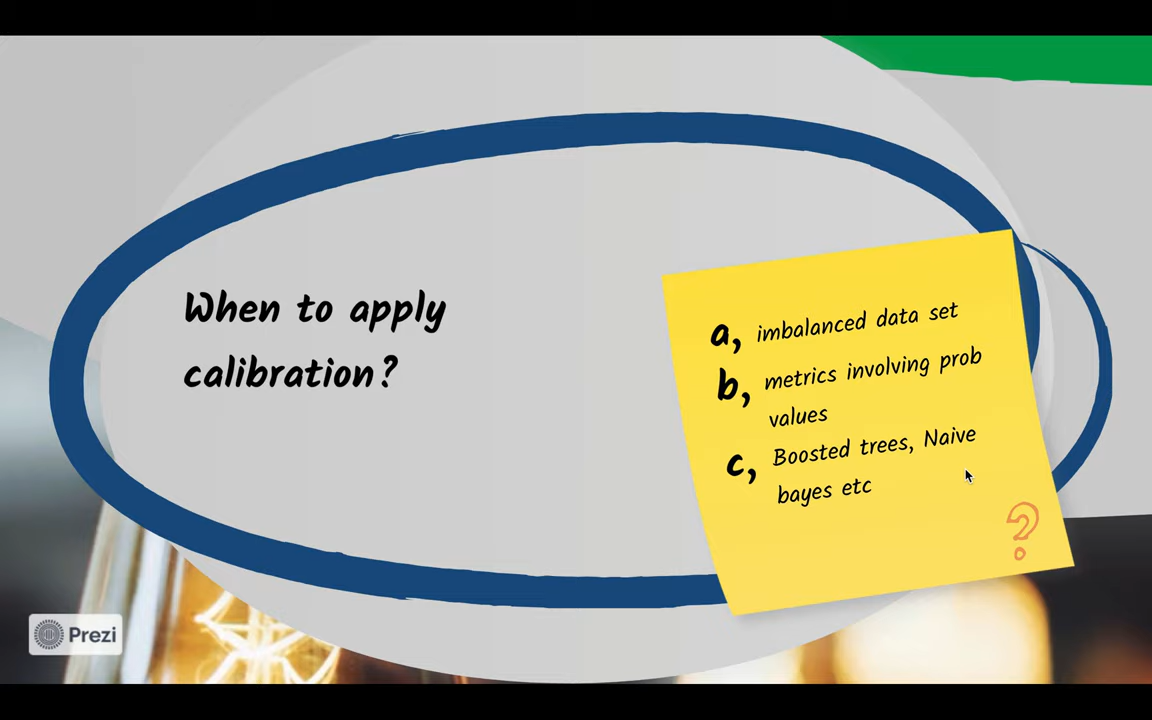 When to apply
calibration?
a, imbalanced data set
b, metrics involving prob
values
c, Boosted trees, Naive
bayes etc
?
Prezi